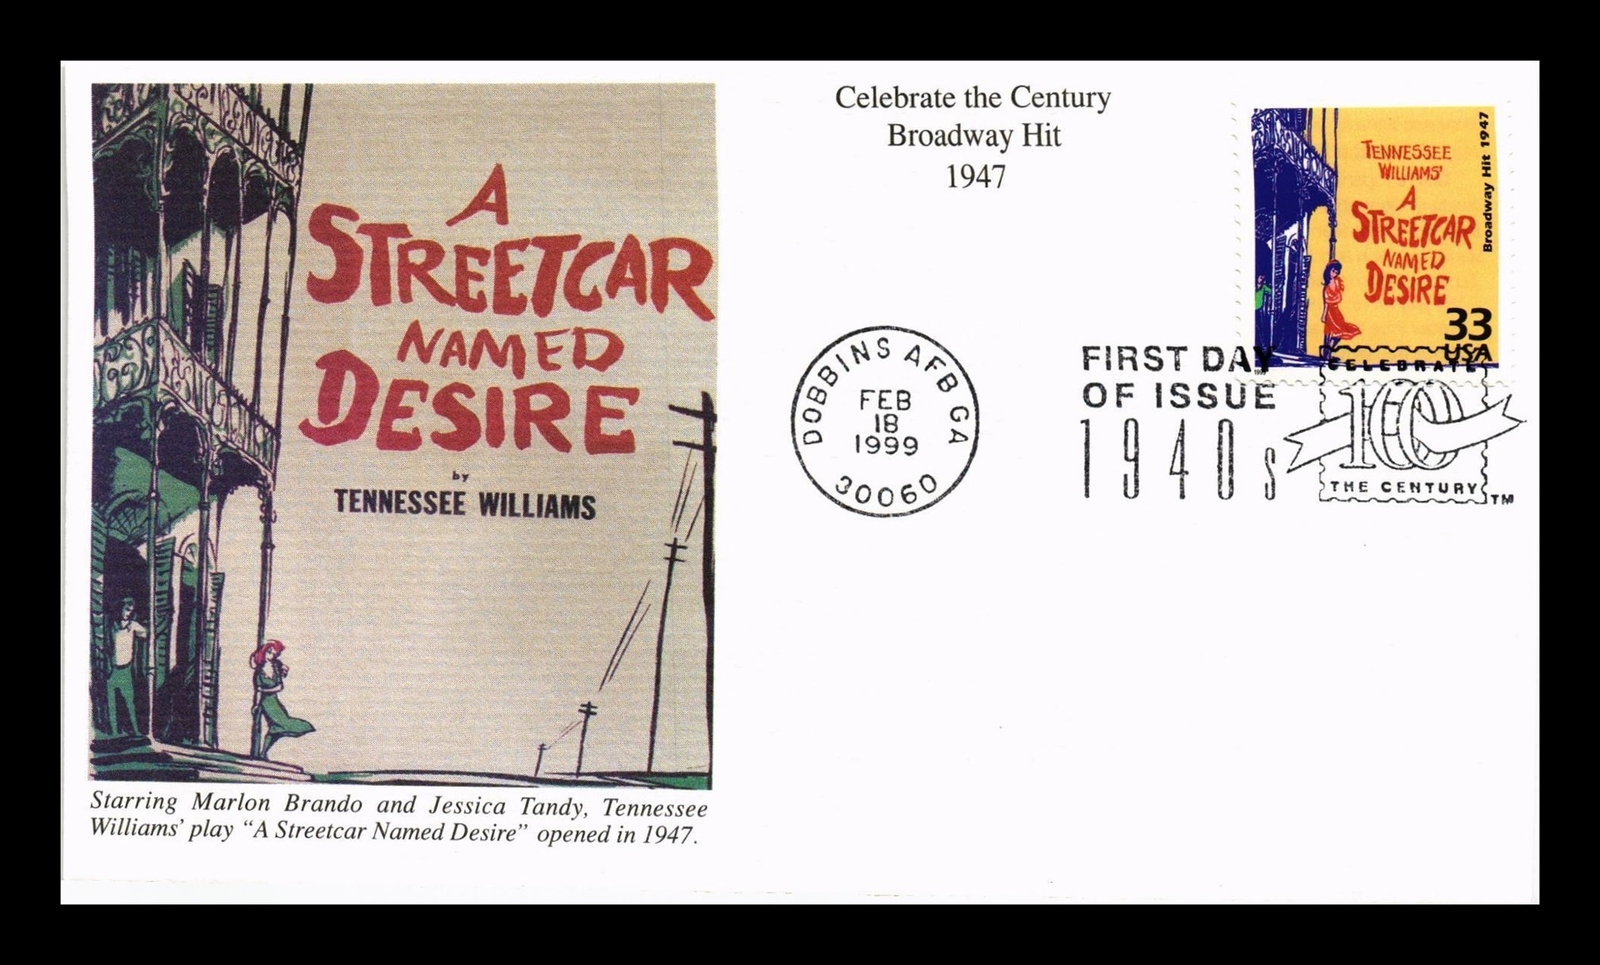 A
STREETCAR
NAMED
DESIRE
by
TENNESSEE WILLIAMS
Starring Marlon Brando and Jessica Tandy, Tennessee
Williams' play “A Streetcar Named Desire” opened in 1947.
Celebrate the Century
Broadway Hit
1947
TENNESSEE
WILLIAMS'
A
STREETCAR
NAMED
DESIRE
Broadway Hit 1947
33
USA
DOBBINS AFB GA
FEB
18
1999
30060
FIRST DAY
OF ISSUE
1940s
CELEBRATE
100
THE CENTURY
TM